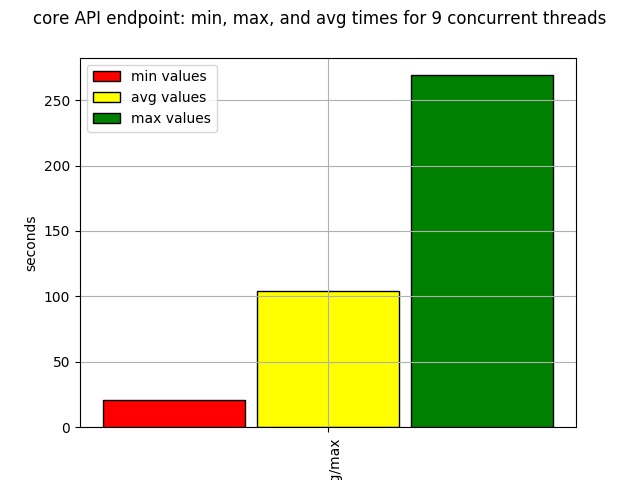 core API endpoint: min, max, and avg times for 9 concurrent threads
min values
avg values
max values
250
200
150
100
50
0
seconds
g/max